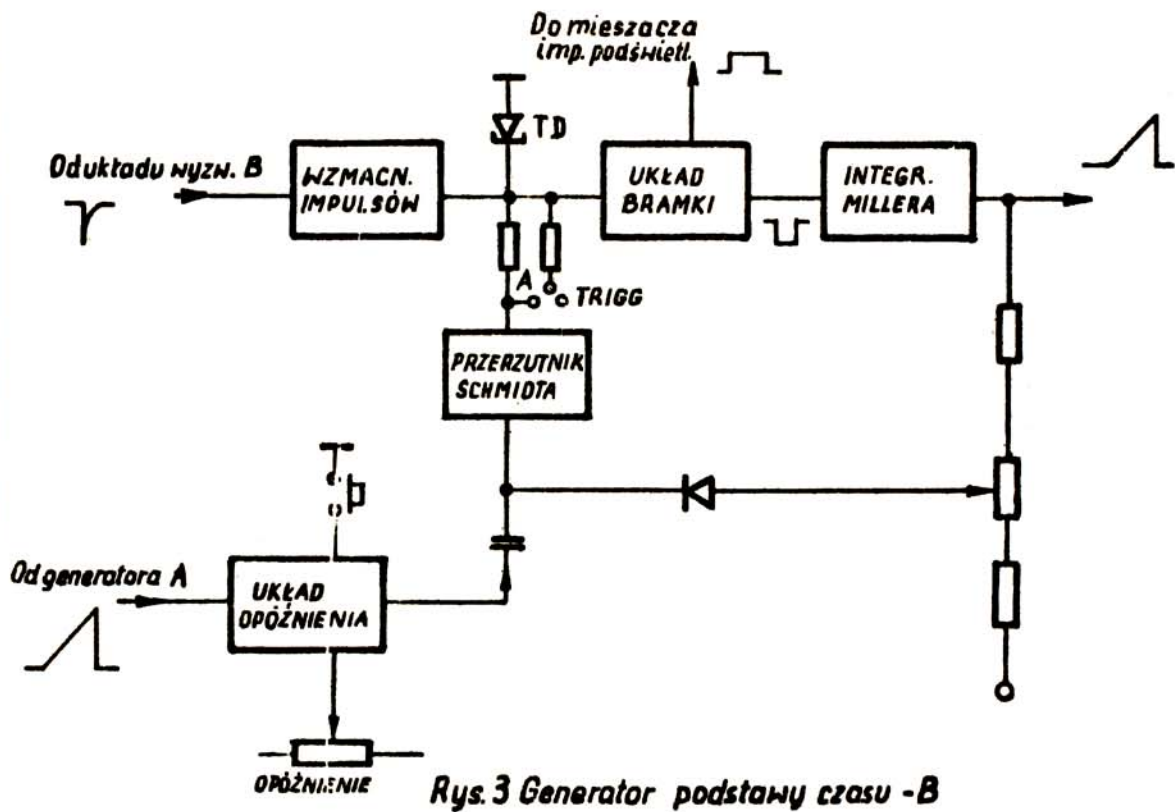 Do mieszacza
imp. podświetl.
TD
Od układu wyzw. B
WZMACN.
IMPULSÓW
UKŁAD
BRAMKI
INTEGR.
MILLERA
A
TRIGG
PRZERZUTNIK
SCHMIDTA
Od generatora A
UKŁAD
OPÓŹNIENIA
OPÓŹNIENIE
Rys. 3 Generator podstawy czasu - B